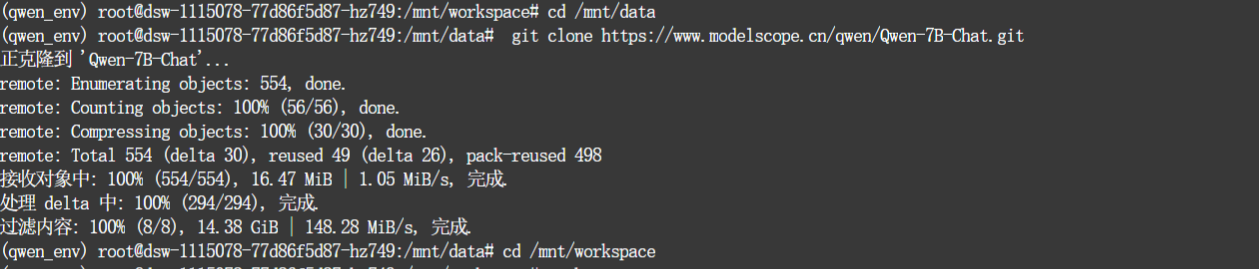 (qwen_env) root@dsw-1115078-77d86f5d87-hz749:/mnt/workspace# cd /mnt/data
(qwen_env) root@dsw-1115078-77d86f5d87-hz749:/mnt/data#  git clone https://www.modelscope.cn/qwen/Qwen-7B-Chat.git
正克隆到 'Qwen-7B-Chat'...
remote: Enumerating objects: 554, done.
remote: Counting objects: 100% (56/56), done.
remote: Compressing objects: 100% (30/30), done.
remote: Total 554 (delta 30), reused 49 (delta 26), pack-reused 498
接收对象中: 100% (554/554), 16.47 MiB | 1.05 MiB/s, 完成.
处理 delta 中: 100% (294/294), 完成.
过滤内容: 100% (8/8), 14.38 GiB | 148.28 MiB/s, 完成.
(qwen_env) root@dsw-1115078-77d86f5d87-hz749:/mnt/data# cd /mnt/workspace